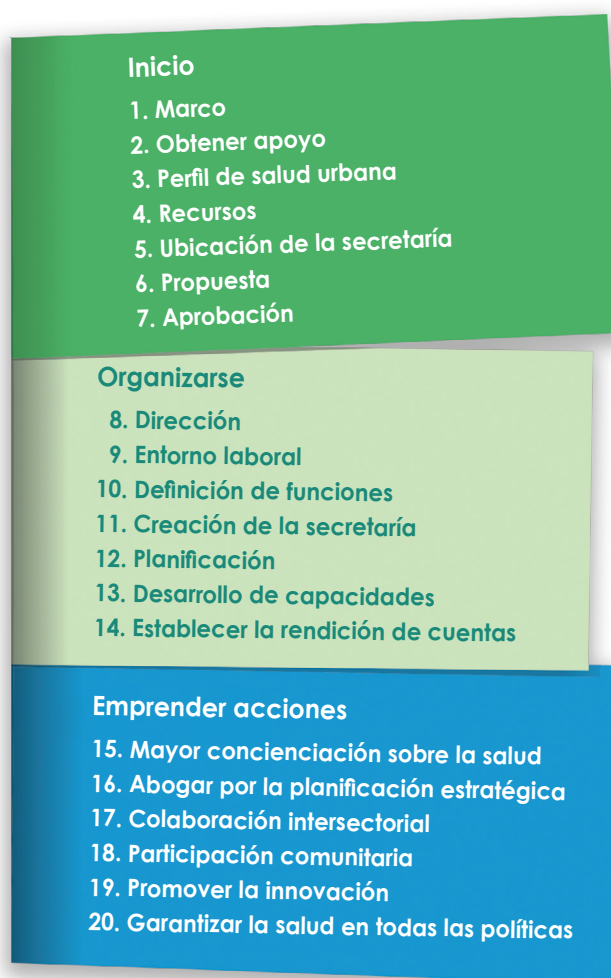 Inicio
1. Marco
2. Obtener apoyo
3. Perfil de salud urbana
4. Recursos
5. Ubicación de la secretaría
6. Propuesta
7. Aprobación
Organizarse
8. Dirección
9. Entorno laboral
10. Definición de funciones
11. Creación de la secretaría
12. Planificación
13. Desarrollo de capacidades
14. Establecer la rendición de cuentas
Emprender acciones
15. Mayor concienciación sobre la salud
16. Abogar por la planificación estratégica
17. Colaboración intersectorial
18. Participación comunitaria
19. Promover la innovación
20. Garantizar la salud en todas las políticas